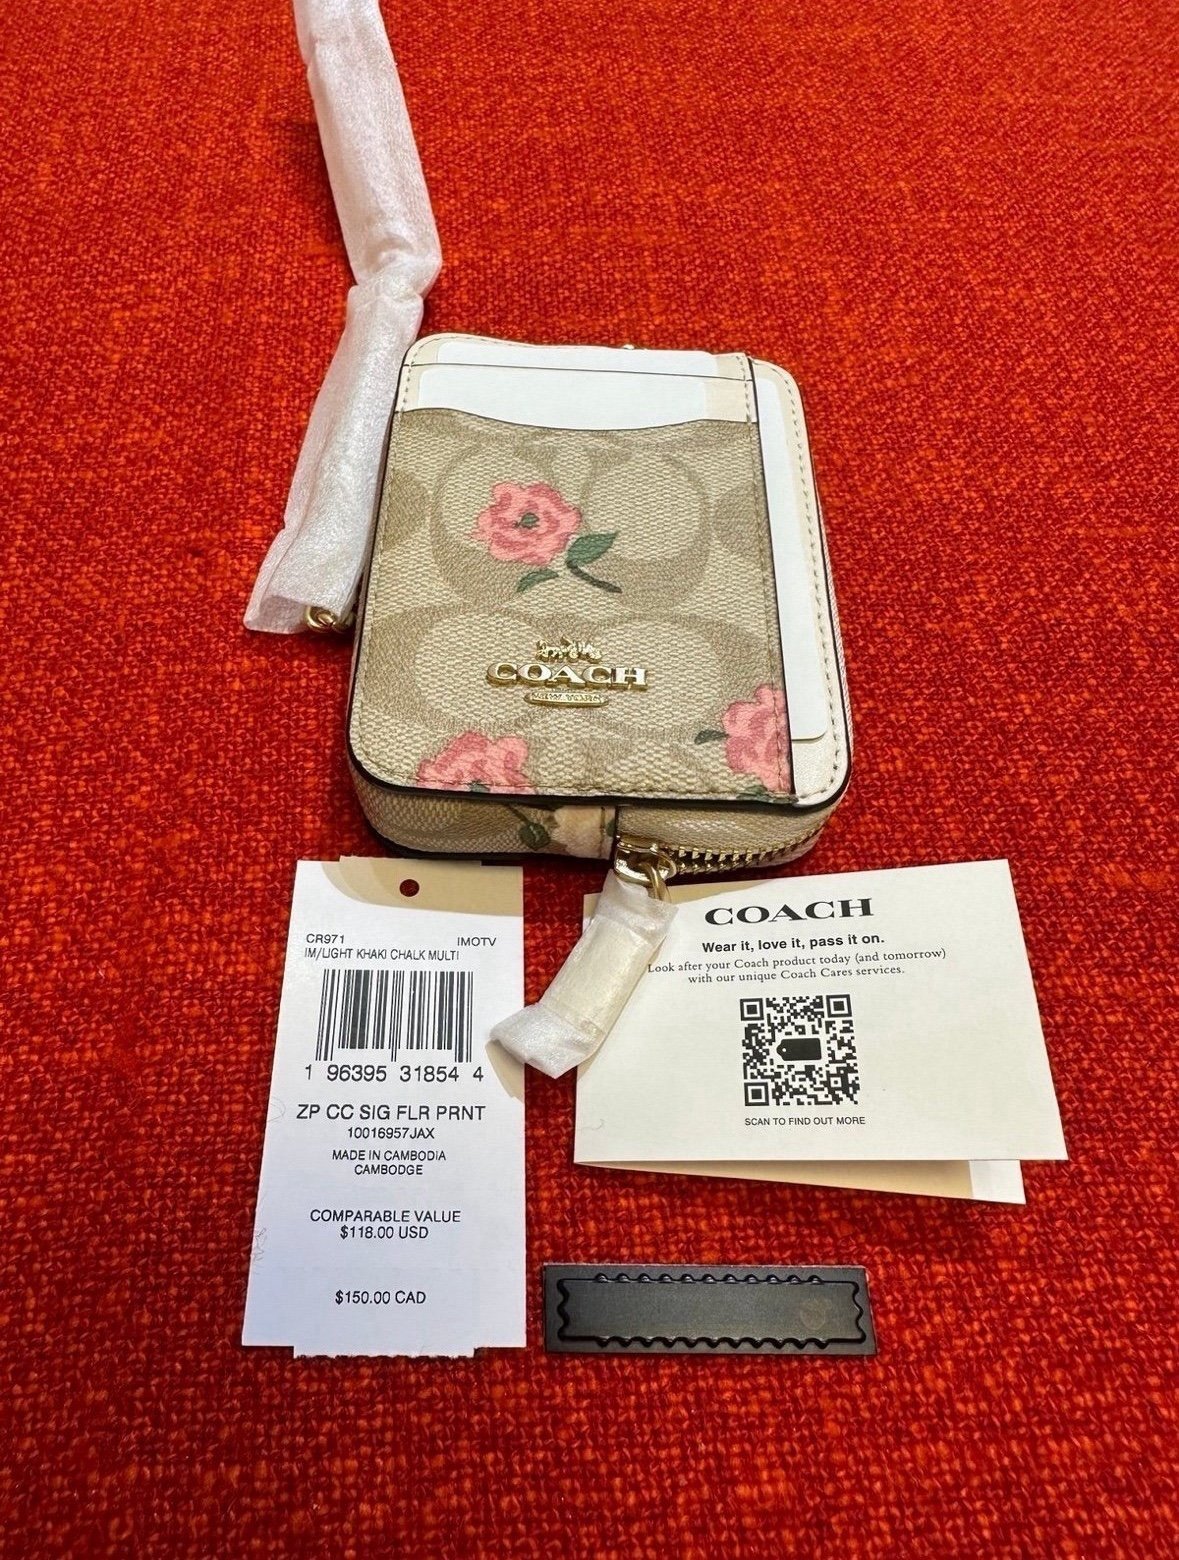 COACH
NEW YORK
CR971 IMOTV
IM/LIGHT KHAKI CHALK MULTI
1 96395 31854 4
ZP CC SIG FLR PRNT
10016957JAX
MADE IN CAMBODIA
CAMBODGE
COMPARABLE VALUE
$118.00 USD
$150.00 CAD
COACH
Wear it, love it, pass it on.
Look after your Coach product today (and tomorrow)
with our unique Coach Cares services.
SCAN TO FIND OUT MORE